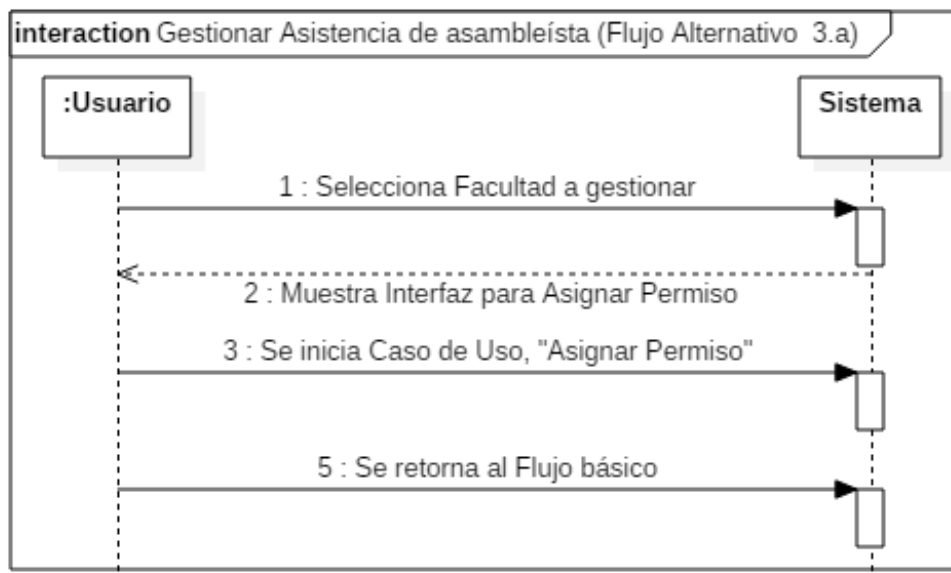 interaction Gestionar Asistencia de asambleísta (Flujo Alternativo 3.a)
:Usuario
Sistema
1 : Selecciona Facultad a gestionar
2 : Muestra Interfaz para Asignar Permiso
3 : Se inicia Caso de Uso, "Asignar Permiso"
5 : Se retorna al Flujo básico